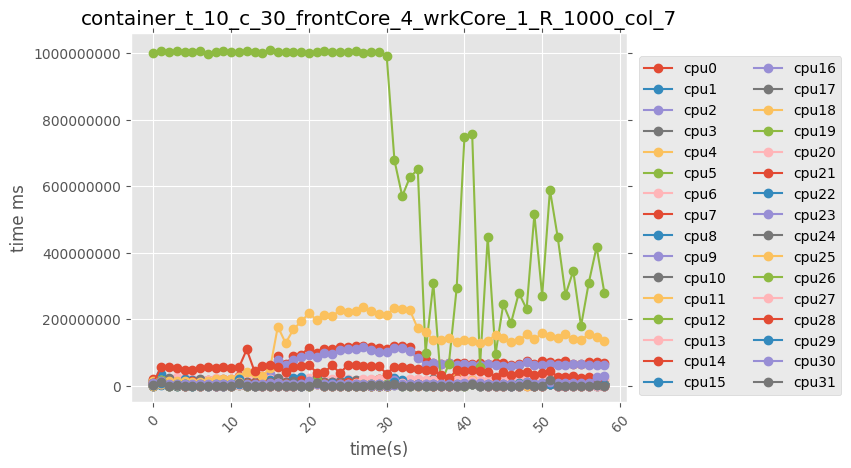 container_t_10_c_30_frontCore_4_wrkCore_1_R_1000_col_7
time ms
1000000000
800000000
600000000
400000000
200000000
0
0
10
20
30
40
50
60
time(s)
cpu0
cpu1
cpu2
cpu3
cpu4
cpu5
cpu6
cpu7
cpu8
cpu9
cpu10
cpu11
cpu12
cpu13
cpu14
cpu15
cpu16
cpu17
cpu18
cpu19
cpu20
cpu21
cpu22
cpu23
cpu24
cpu25
cpu26
cpu27
cpu28
cpu29
cpu30
cpu31